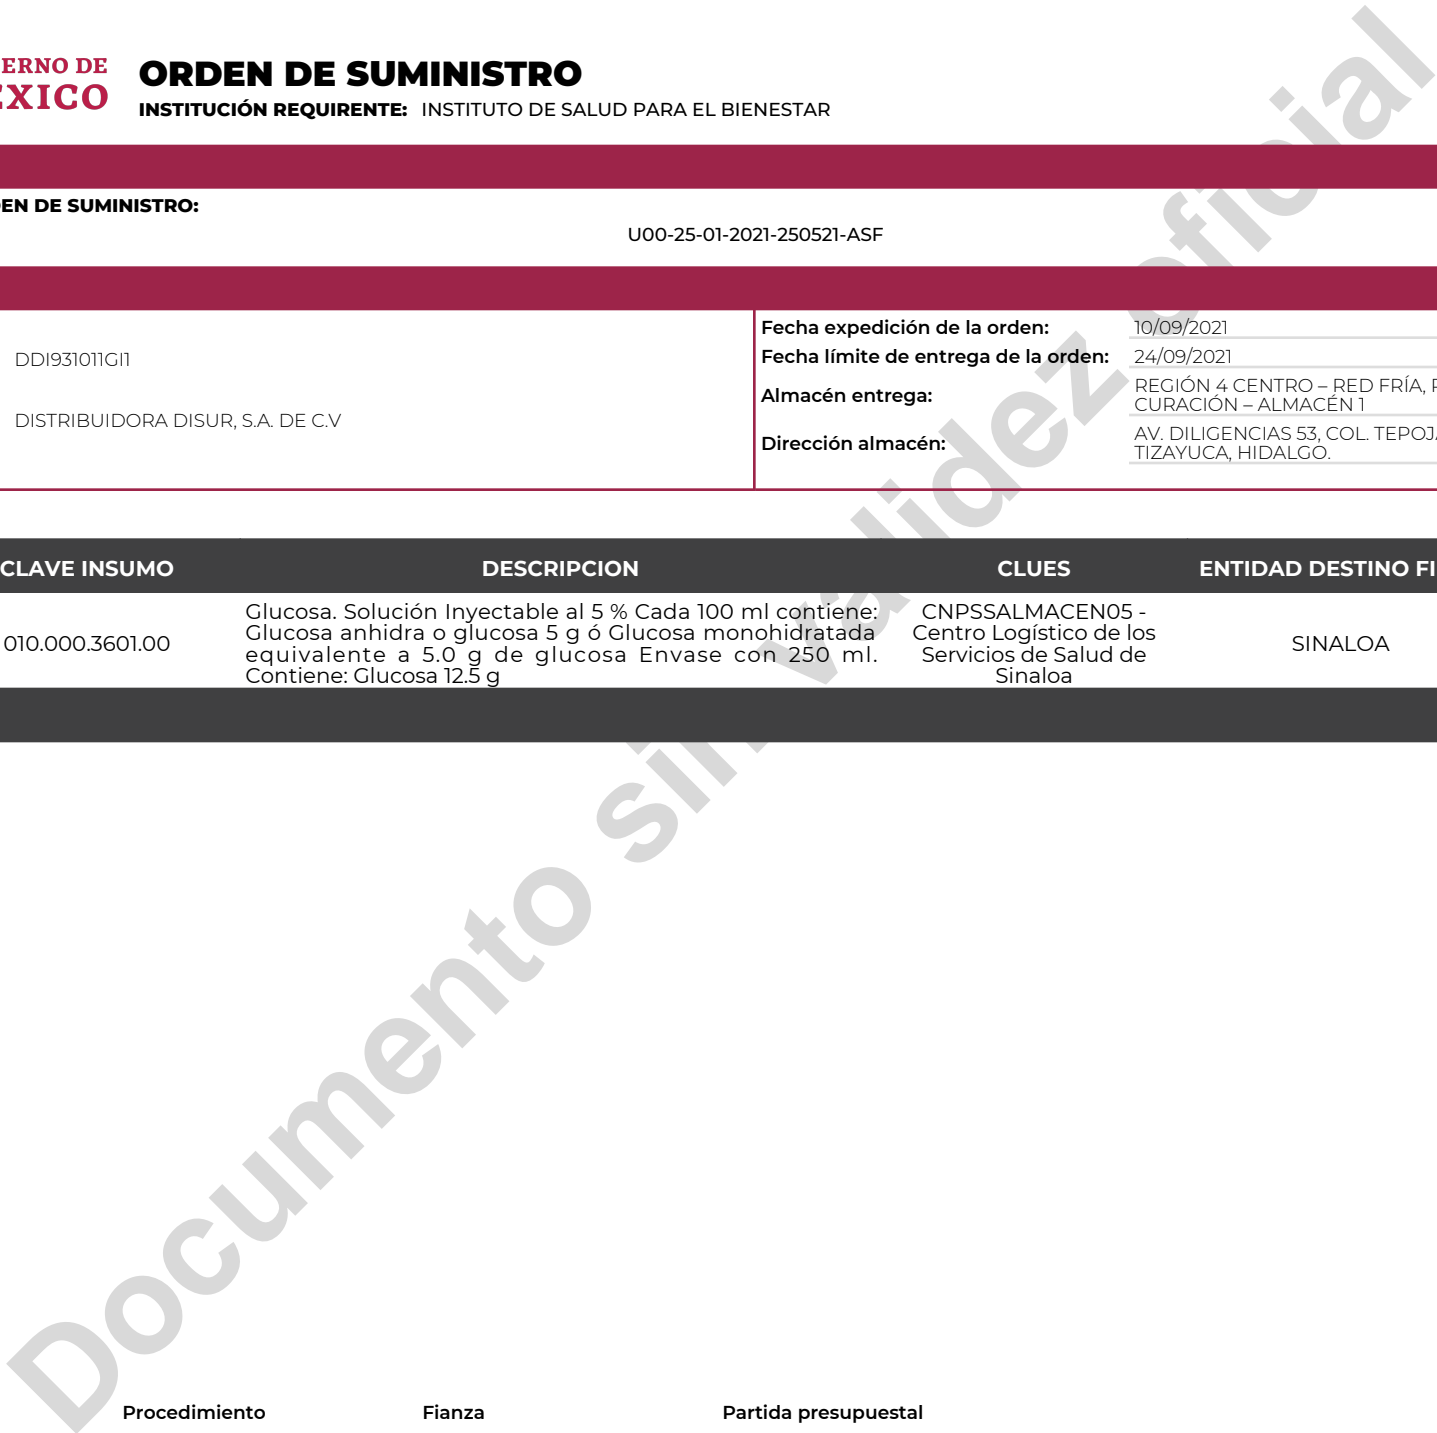 ERNO DE
EXICO
ORDEN DE SUMINISTRO
INSTITUCIÓN REQUIRENTE: INSTITUTO DE SALUD PARA EL BIENESTAR
EN DE SUMINISTRO:
U00-25-01-2021-250521-ASF
DDI931011GI1
DISTRIBUIDORA DISUR, S.A. DE C.V
Fecha expedición de la orden: 10/09/2021
Fecha límite de entrega de la orden: 24/09/2021
Almacén entrega: REGIÓN 4 CENTRO – RED FRÍA,
CURACIÓN – ALMACÉN 1
Dirección almacén: AV. DILIGENCIAS 53, COL. TEPOJ
TIZAYUCA, HIDALGO.
CLAVE INSUMO DESCRIPCION CLUES ENTIDAD DESTINO FI
010.000.3601.00
Glucosa. Solución Inyectable al 5 % Cada 100 ml contiene:
Glucosa anhidra o glucosa 5 g ó Glucosa monohidratada
equivalente a 5.0 g de glucosa Envase con 250 ml.
Contiene: Glucosa 12.5 g
CNPSSALMACEN05 -
Centro Logístico de los
Servicios de Salud de
Sinaloa
SINALOA
Documento sin validez oficial
Procedimiento Fianza Partida presupuestal